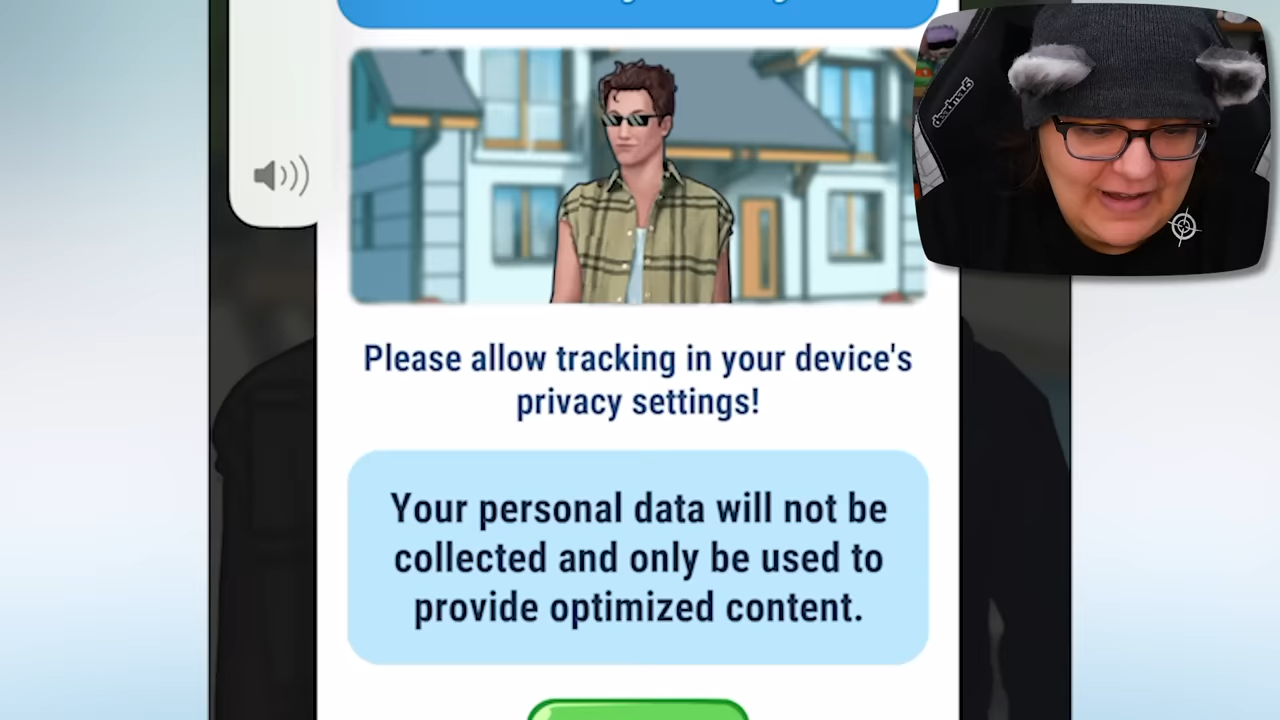 deadmau5
Please allow tracking in your device's
privacy settings!
Your personal data will not be
collected and only be used to
provide optimized content.